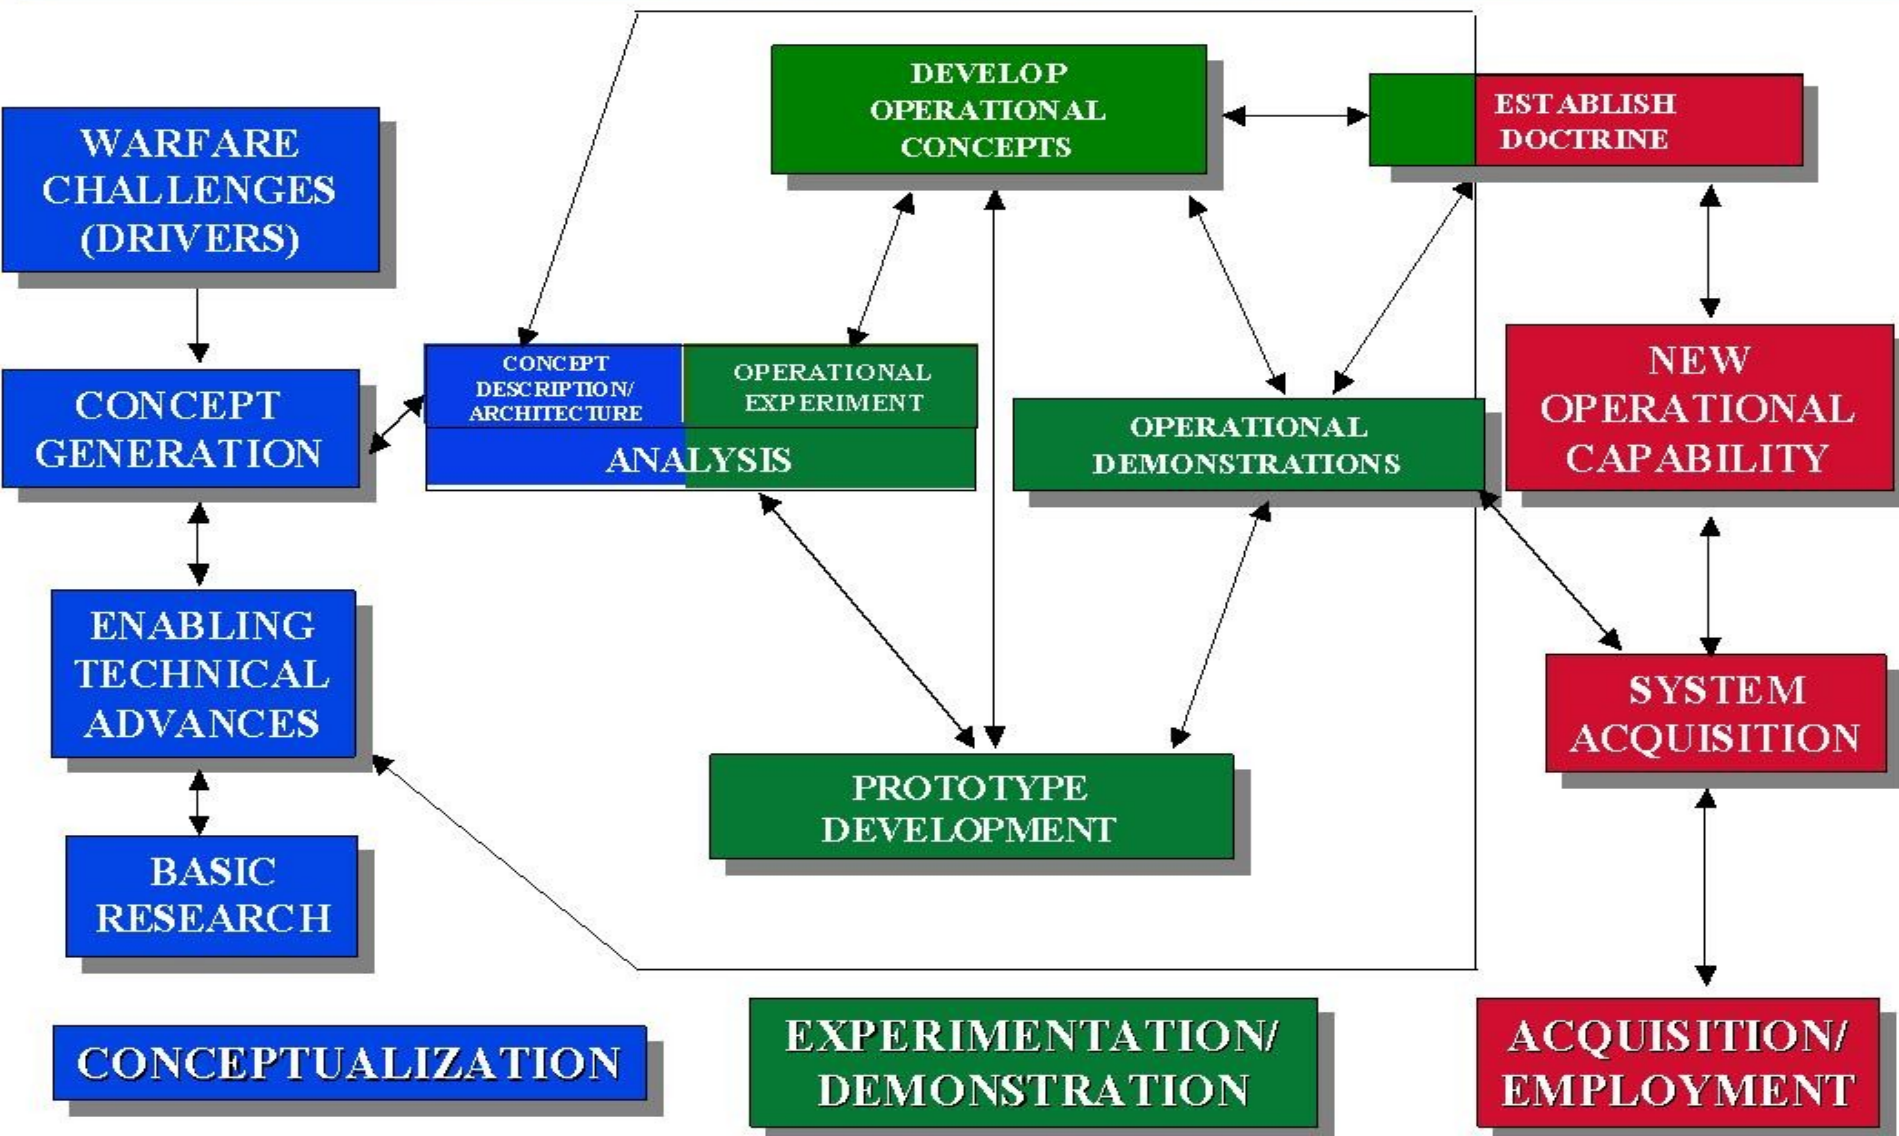 WARFARE
CHALLENGES
(DRIVERS)
CONCEPT
GENERATION
ENABLING
TECHNICAL
ADVANCES
BASIC
RESEARCH
CONCEPTUALIZATION
DEVELOP
OPERATIONAL
CONCEPTS
CONCEPT
DESCRIPTION/
ARCHITECTURE
OPERATIONAL
EXPERIMENT
ANALYSIS
OPERATIONAL
DEMONSTRATIONS
PROTOTYPE
DEVELOPMENT
EXPERIMENTATION/
DEMONSTRATION
ESTABLISH
DOCTRINE
NEW
OPERATIONAL
CAPABILITY
SYSTEM
ACQUISITION
ACQUISITION/
EMPLOYMENT